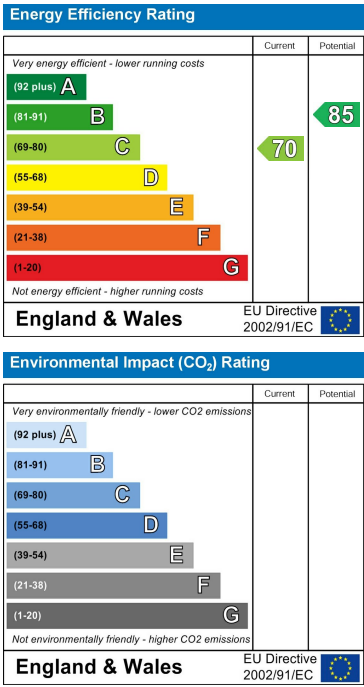 Energy Efficiency Rating
Current Potential
Very energy efficient - lower running costs
(92 plus) A
(81-91) B
85
(69-80) C
70
(55-68) D
(39-54) E
(21-38) F
(1-20) G
Not energy efficient - higher running costs
England & Wales
EU Directive
2002/91/EC
Environmental Impact (CO₂) Rating
Current Potential
Very environmentally friendly - lower CO2 emissions
(92 plus) A
(81-91) B
(69-80) C
(55-68) D
(39-54) E
(21-38) F
(1-20) G
Not environmentally friendly - higher CO2 emissions
England & Wales
EU Directive
2002/91/EC